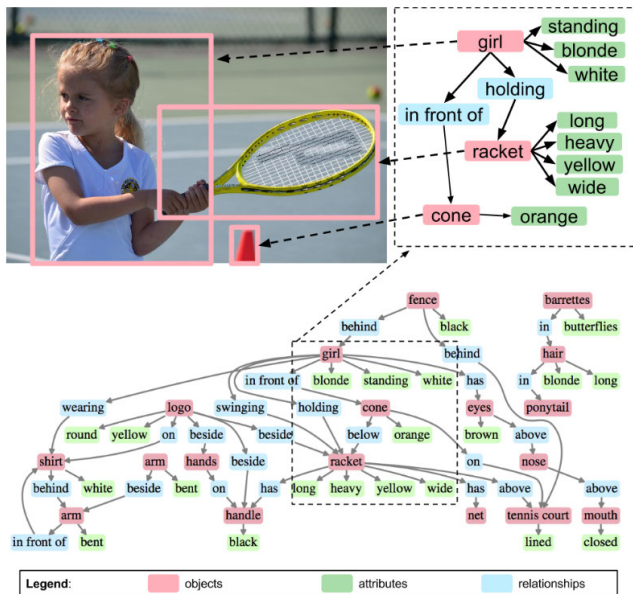 girl
standing
blonde
white
holding
in front of
racket
long
heavy
yellow
wide
cone
orange
fence
barrettes
behind
black
in
butterflies
girl
behind
hair
in front of
blonde
standing
white
has
in
blonde
long
wearing
logo
swinging
holding
cone
eyes
ponytail
round
yellow
on
beside
beside
below
orange
brown
above
shirt
arm
hands
beside
racket
on
nose
behind
white
beside
bent
on
has
long
heavy
yellow
wide
has
above
above
arm
handle
net
tennis court
mouth
in front of
bent
black
lined
closed
Legend:
objects
attributes
relationships